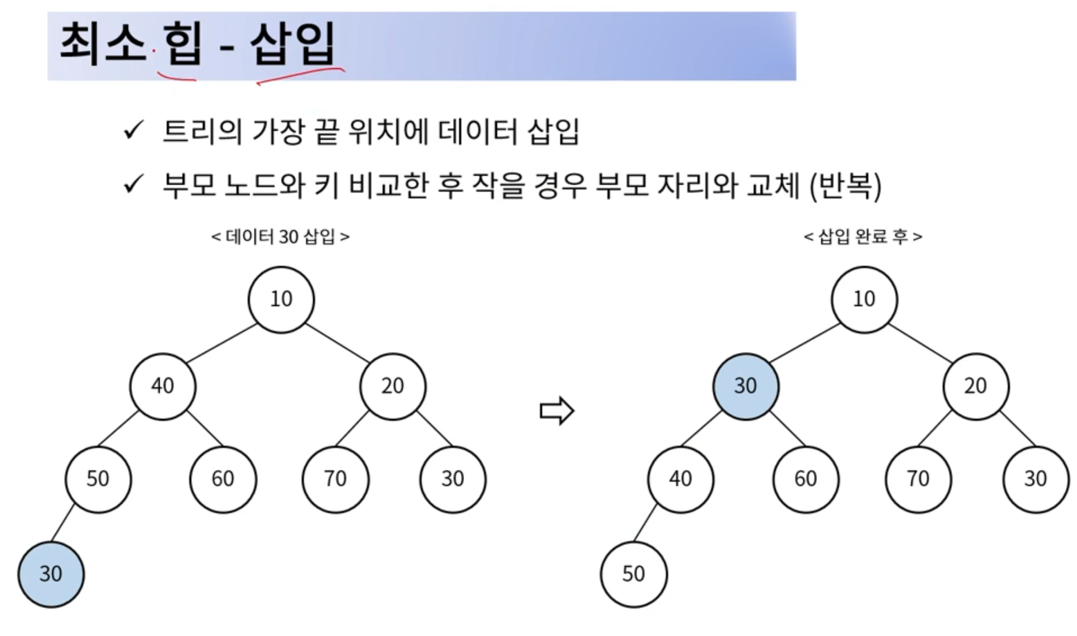 최소 힙 - 삽입
✓ 트리의 가장 끝 위치에 데이터 삽입
✓ 부모 노드와 키 비교한 후 작을 경우 부모 자리와 교체 (반복)
< 데이터 30 삽입 >
10
40 20
50 60 70 30
30
⇨
< 삽입 완료 후 >
10
30 20
40 60 70 30
50